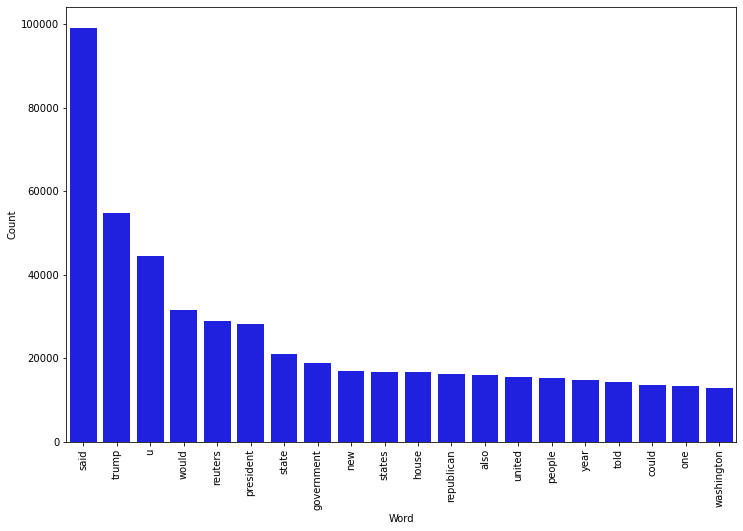 100000
80000
60000
40000
20000
0
Count
said
trump
u
would
reuters
president
state
government
new
states
house
republican
also
united
people
year
told
could
one
washington
Word